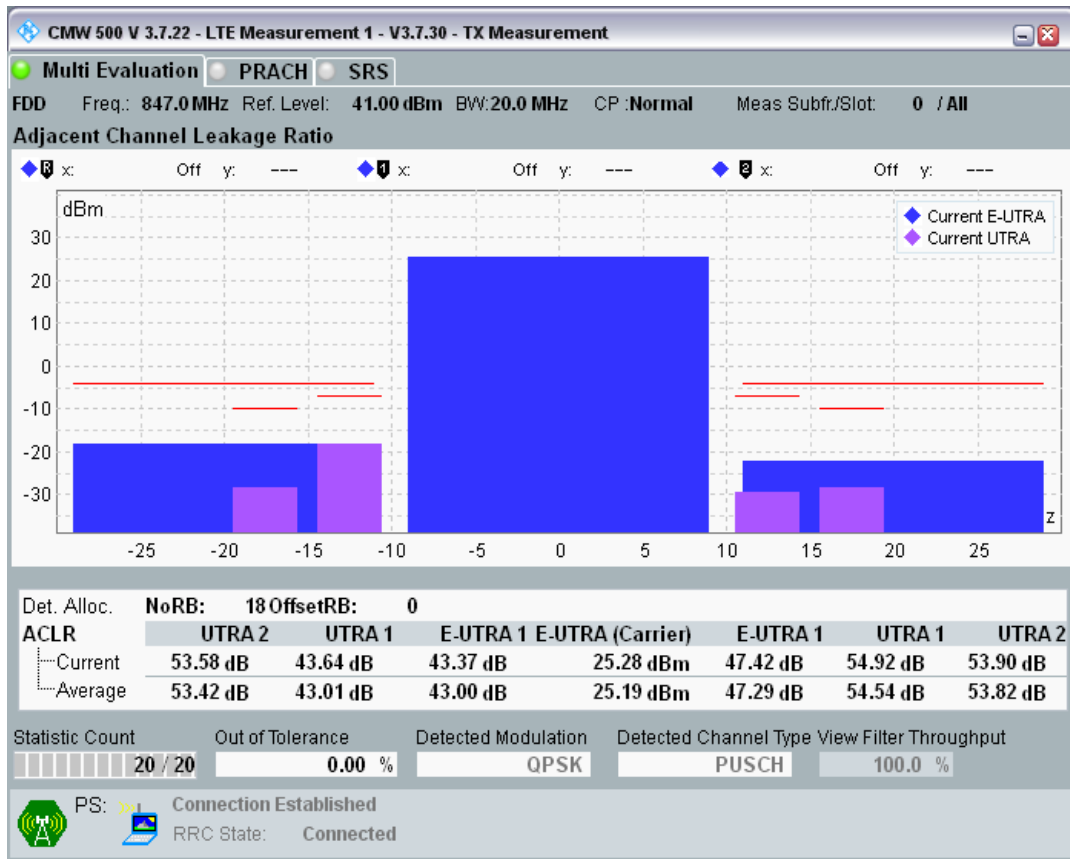 CMW 500 V 3.7.22 - LTE Measurement 1 - V3.7.30 - TX Measurement
Multi Evaluation PRACH SRS
FDD Freq.: 847.0 MHz Ref. Level: 41.00 dBm BW:20.0 MHz CP :Normal Meas Subfr./Slot: 0 / All
Adjacent Channel Leakage Ratio
R x: Off y: --- 1 x: Off y: --- 2 x: Off y: ---
dBm
Current E-UTRA
Current UTRA
30
20
10
0
-10
-20
-30
z
-25 -20 -15 -10 -5 0 5 10 15 20 25
Det. Alloc. NoRB: 18 OffsetRB: 0
ACLR UTRA 2 UTRA 1 E-UTRA 1 E-UTRA (Carrier) E-UTRA 1 UTRA 1 UTRA 2
Current 53.58 dB 43.64 dB 43.37 dB 25.28 dBm 47.42 dB 54.92 dB 53.90 dB
Average 53.42 dB 43.01 dB 43.00 dB 25.19 dBm 47.29 dB 54.54 dB 53.82 dB
Statistic Count Out of Tolerance Detected Modulation Detected Channel Type View Filter Throughput
20 / 20 0.00 % QPSK PUSCH 100.0 %
PS: Connection Established
RRC State: Connected